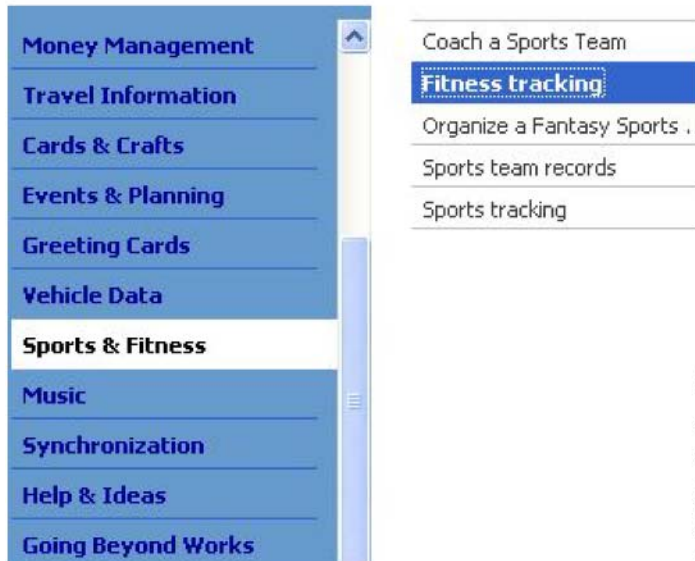 Money Management
Travel Information
Cards & Crafts
Events & Planning
Greeting Cards
Vehicle Data
Sports & Fitness
Music
Synchronization
Help & Ideas
Going Beyond Works
Coach a Sports Team
Fitness tracking
Organize a Fantasy Sports .
Sports team records
Sports tracking